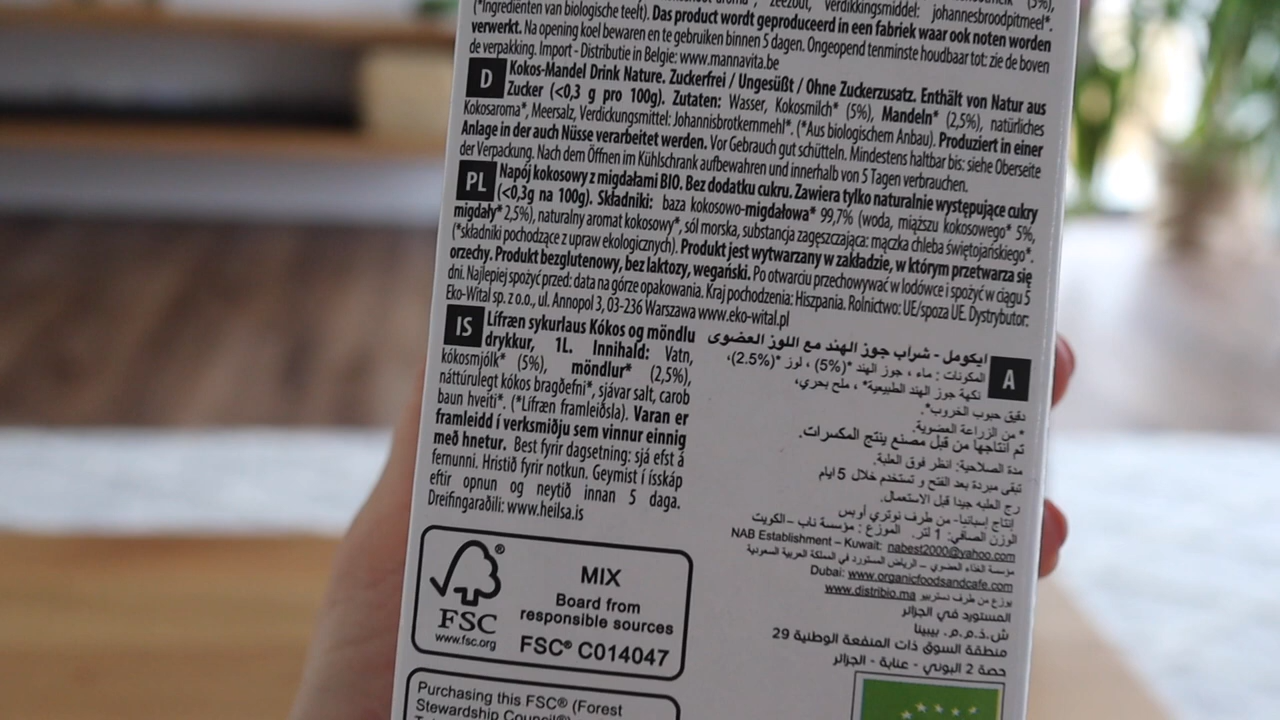 zeezout, verdikkingsmiddel: johannesbroodpitmeel*.
(*Ingrediënten van biologische teelt). Das product wordt geproduceerd in een fabriek waar ook noten worden
verwerkt. Na opening koel bewaren en te gebruiken binnen 5 dagen. Ongeopend tenminste houdbaar tot: zie de boven
de verpakking. Import - Distributie in Belgie: www.mannavita.be
D Kokos-Mandel Drink Nature. Zuckerfrei / Ungesüßt / Ohne Zuckerzusatz. Enthält von Natur aus
Zucker (<0,3 g pro 100g). Zutaten: Wasser, Kokosmilch* (5%), Mandeln* (2,5%), natürliches
Kokosaroma*, Meersalz, Verdickungsmittel: Johannisbrotkernmehl*. (*Aus biologischem Anbau). Produziert in einer
Anlage in der auch Nüsse verarbeitet werden. Vor Gebrauch gut schütteln. Mindestens haltbar bis: siehe Oberseite
der Verpackung. Nach dem Öffnen im Kühlschrank aufbewahren und innerhalb von 5 Tagen verbrauchen.
PL Napój kokosowy z migdałami BIO. Bez dodatku cukru. Zawiera tylko naturalnie występujące cukry
(<0,3g na 100g). Składniki: baza kokosowo-migdałowa* 99,7% (woda, miąższu kokosowego* 5%,
migdały* 2,5%), naturalny aromat kokosowy*, sól morska, substancja zagęszczająca: mączka chleba świętojańskiego*.
(*składniki pochodzące z upraw ekologicznych). Produkt jest wytwarzany w zakładzie, w którym przetwarza się
orzechy. Produkt bezglutenowy, bez laktozy, wegański. Po otwarciu przechowywać w lodówce i spożyć w ciągu 5
dni. Najlepiej spożyć przed: data na górze opakowania. Kraj pochodzenia: Hiszpania. Rolnictwo: UE/spoza UE. Dystrybutor:
Eko-Wital sp. z o.o., ul. Annopol 3, 03-236 Warszawa www.eko-wital.pl
IS Lífræn sykurlaus Kókos og möndlu
drykkur, 1L. Innihald: Vatn,
kókosmjólk* (5%), möndlur* (2,5%),
náttúrulegt kókos bragðefni*, sjávar salt, carob
baun hveiti*. (*Lífræn framleiðsla). Varan er
framleidd í verksmiðju sem vinnur einnig
með hnetur. Best fyrir dagsetning: sjá efst á
fernunni. Hristið fyrir notkun. Geymist í ísskáp
eftir opnun og neytið innan 5 daga.
Dreifingaraðili: www.heilsa.is
A ايكومل - شراب جوز الهند مع اللوز العضوى
المكونات : ماء ، جوز الهند *(5%) ، لوز *(2.5%)،
نكهة جوز الهند الطبيعية* ، ملح بحري،
دقيق حبوب الخروب*.
* من الزراعة العضوية.
تم انتاجها من قبل مصنع ينتج المكسرات.
مدة الصلاحية: انظر فوق العلبة.
تبقى مبردة بعد الفتح و تستخدم خلال 5 ايام
رج العلبه جيدا قبل الاستعمال.
إنتاج إسبانيا- من طرف نوتري أوبس
الوزن الصافي: 1 لتر. الموزع : مؤسسة ناب – الكويت
NAB Establishment – Kuwait: nabest2000@yahoo.com
مؤسسة الغذاء العضوي – الرياض المستورد في المملكة العربية السعودية
Dubai: www.organicfoodsandcafe.com
يوزع من طرف دستريبيو www.distribio.ma
المستورد في الجزائر
ش.ذ.م.م. بيبينا
منطقة السوق ذات المنفعة الوطنية 29
حصة 2 البوني - عنابة - الجزائر
FSC®
www.fsc.org
MIX
Board from
responsible sources
FSC® C014047
Purchasing this FSC® (Forest
Stewardship Council®)